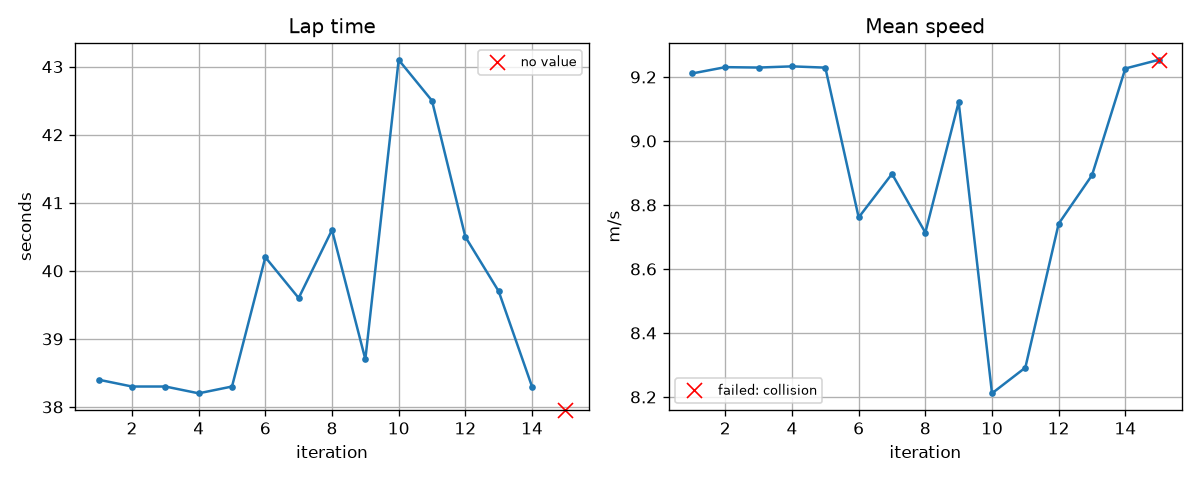 Lap time
43
42
41
40
39
38
seconds
2 4 6 8 10 12 14
iteration
no value
Mean speed
9.2
9.0
8.8
8.6
8.4
8.2
m/s
2 4 6 8 10 12 14
iteration
failed: collision